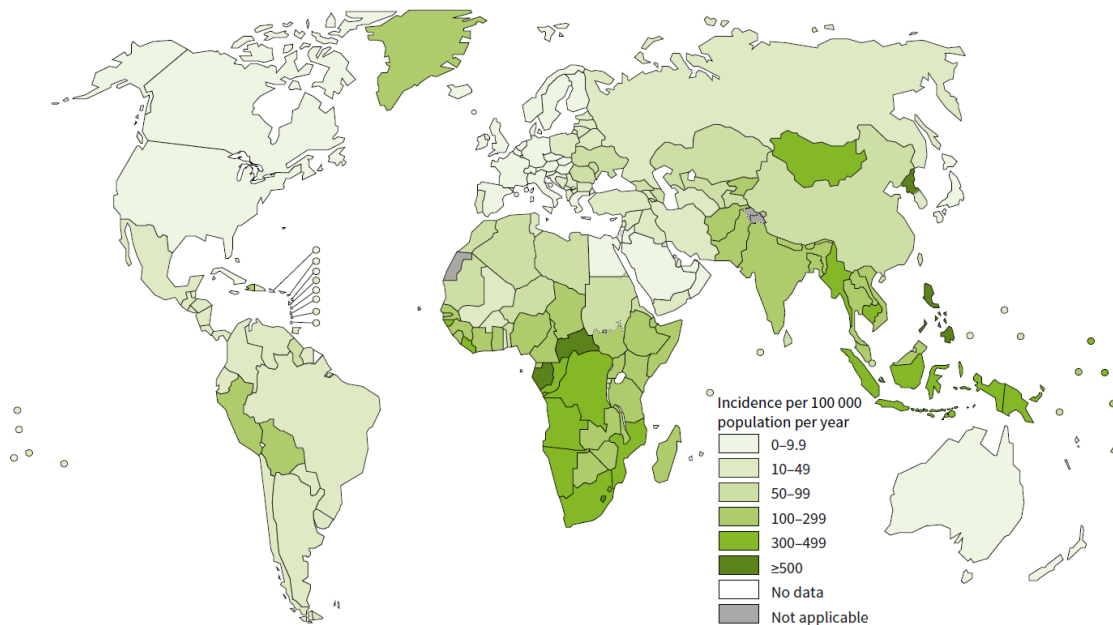 Incidence per 100 000
population per year
0–9.9
10–49
50–99
100–299
300–499
≥500
No data
Not applicable